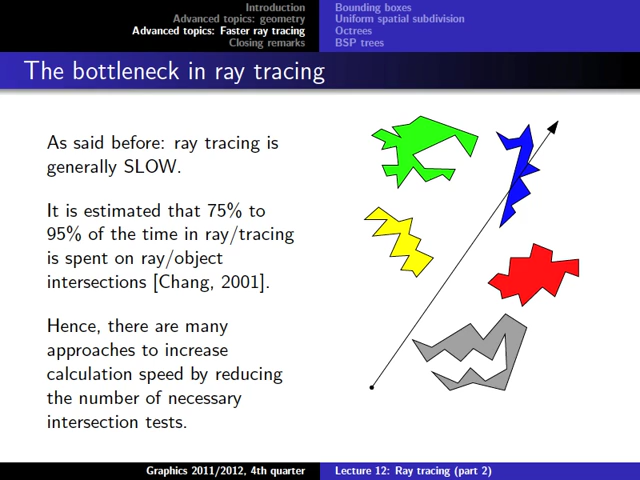 Introduction
Advanced topics: geometry
Advanced topics: Faster ray tracing
Closing remarks
Bounding boxes
Uniform spatial subdivision
Octrees
BSP trees
The bottleneck in ray tracing
As said before: ray tracing is
generally SLOW.
It is estimated that 75% to
95% of the time in ray/tracing
is spent on ray/object
intersections [Chang, 2001].
Hence, there are many
approaches to increase
calculation speed by reducing
the number of necessary
intersection tests.
Graphics 2011/2012, 4th quarter
Lecture 12: Ray tracing (part 2)